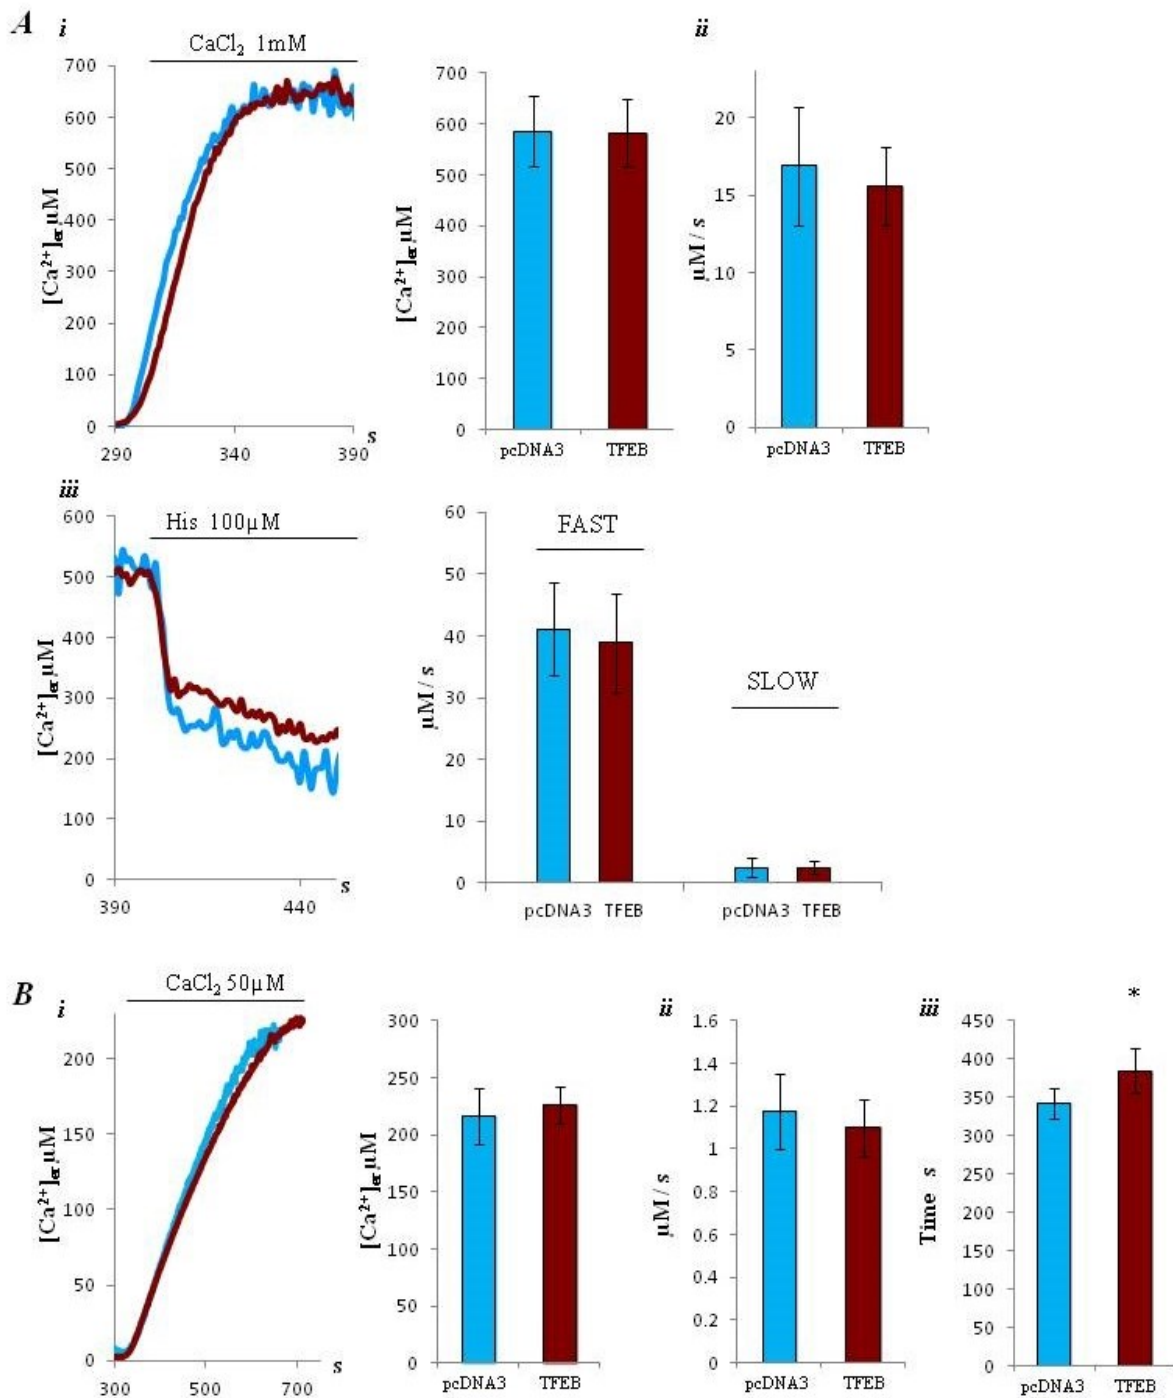 A i ii
CaCl₂ 1mM
700
600
500
400
300
200
100
0
290 340 390
s
[Ca²⁺]er μM
700
600
500
400
300
200
100
0
[Ca²⁺]er μM
pcDNA3 TFEB
20
15
10
5
0
μM / s
pcDNA3 TFEB
iii
His 100μM
600
500
400
300
200
100
0
390 440
s
[Ca²⁺]er μM
60
50
40
30
20
10
0
μM / s
FAST
SLOW
pcDNA3 TFEB pcDNA3 TFEB
B i ii iii
CaCl₂ 50μM
200
150
100
50
0
300 500 700
s
[Ca²⁺]er μM
300
250
200
150
100
50
0
[Ca²⁺]er μM
pcDNA3 TFEB
1.6
1.4
1.2
1
0.8
0.6
0.4
0.2
0
μM / s
pcDNA3 TFEB
*
450
400
350
300
250
200
150
100
50
0
Time s
pcDNA3 TFEB